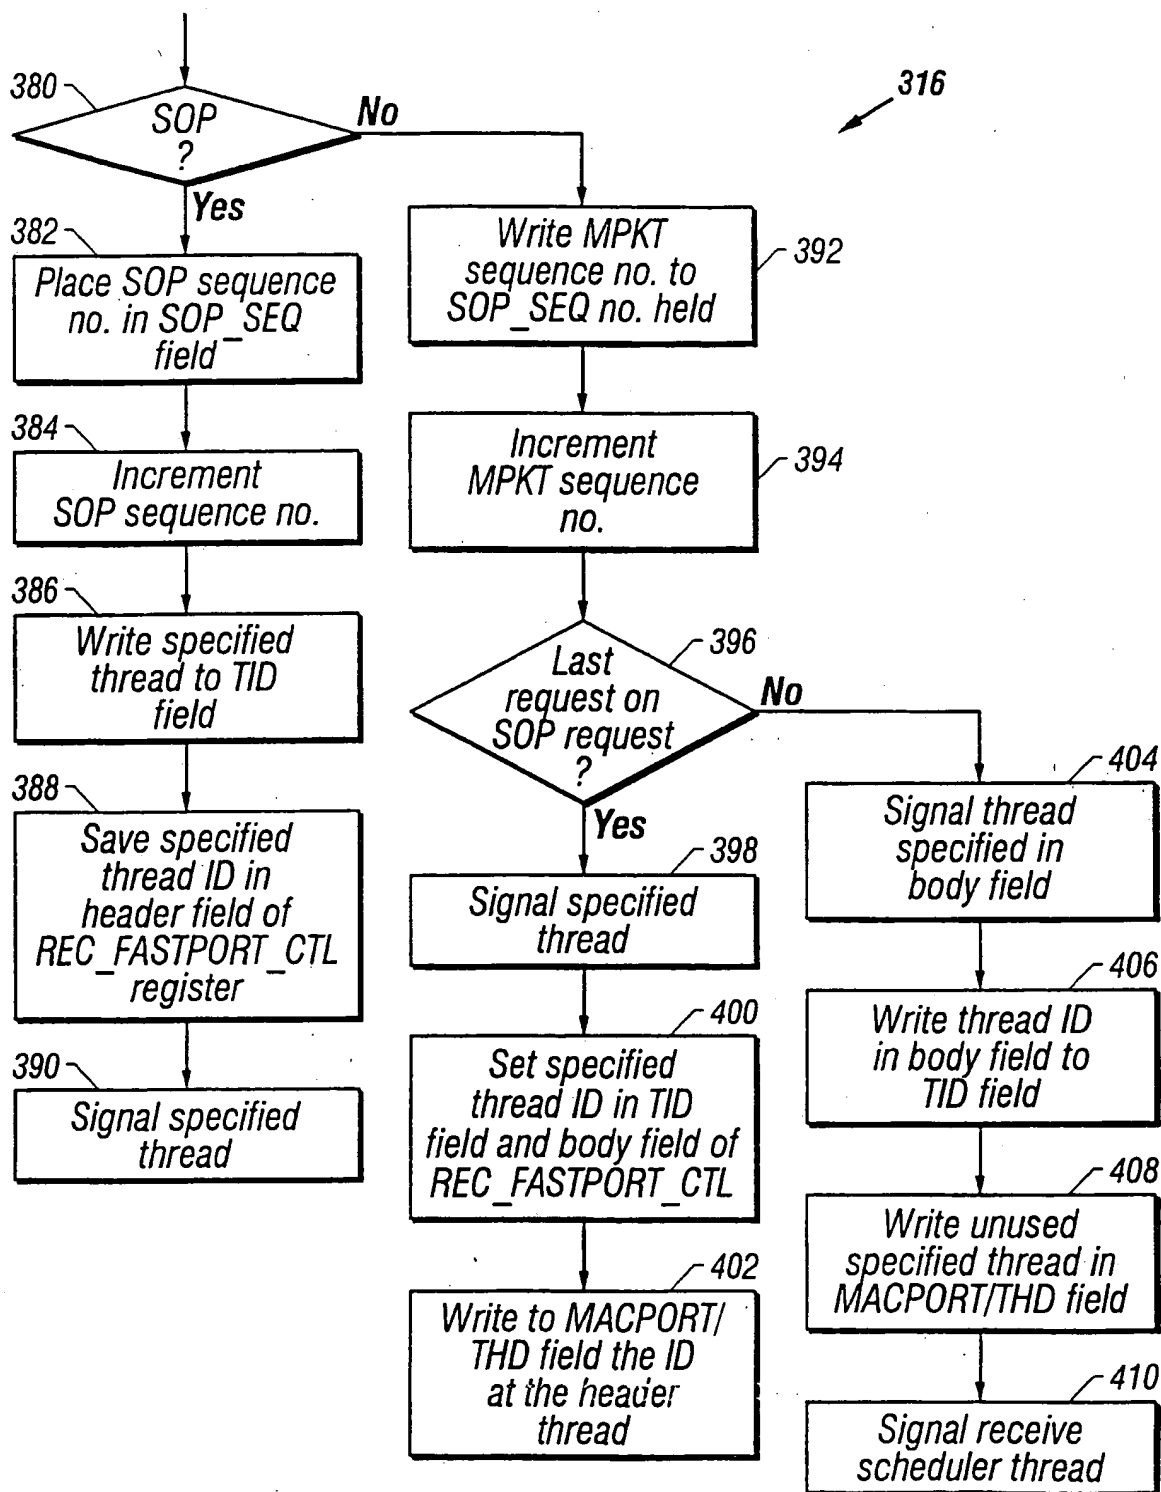 316
380
SOP
?
No
Yes
382
Place SOP sequence
no. in SOP_SEQ
field
384
Increment
SOP sequence no.
386
Write specified
thread to TID
field
388
Save specified
thread ID in
header field of
REC_FASTPORT_CTL
register
390
Signal specified
thread
392
Write MPKT
sequence no. to
SOP_SEQ no. held
394
Increment
MPKT sequence
no.
396
Last
request on
SOP request
?
No
Yes
398
Signal specified
thread
400
Set specified
thread ID in TID
field and body field of
REC_FASTPORT_CTL
402
Write to MACPORT/
THD field the ID
at the header
thread
404
Signal thread
specified in
body field
406
Write thread ID
in body field to
TID field
408
Write unused
specified thread in
MACPORT/THD field
410
Signal receive
scheduler thread